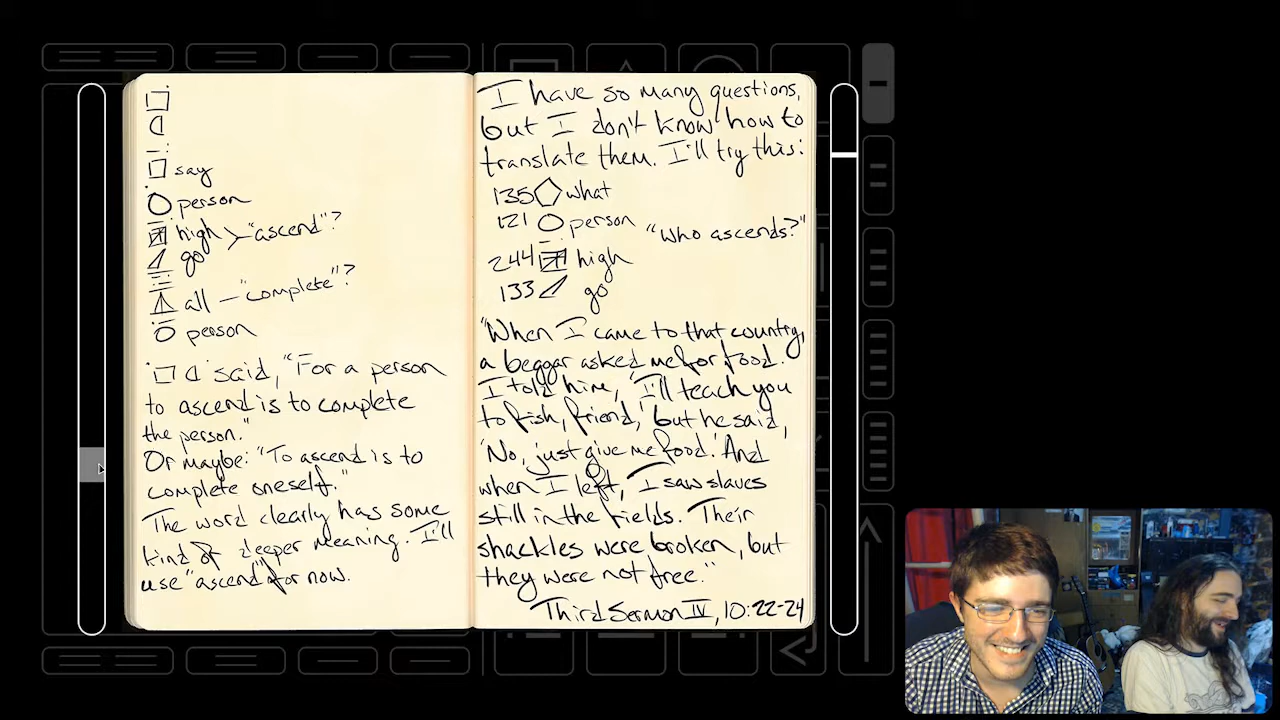 say
person
high
"ascend"?
go
all - "complete"?
person
said, "For a person
to ascend is to complete
the person."
Or maybe: "To ascend is to
complete oneself."
The word clearly has some
kind of deeper meaning. I'll
use "ascend" for now.
I have so many questions,
but I don't know how to
translate them. I'll try this:
135 what
121 person "Who ascends?"
244 high
133 go
"When I came to that country,
a beggar asked me for food.
I told him, 'I'll teach you
to fish, friend,' but he said,
'No, just give me food.' And
when I left, I saw slaves
still in the fields. Their
shackles were broken, but
they were not free."
Third Sermon IV, 10:22-24